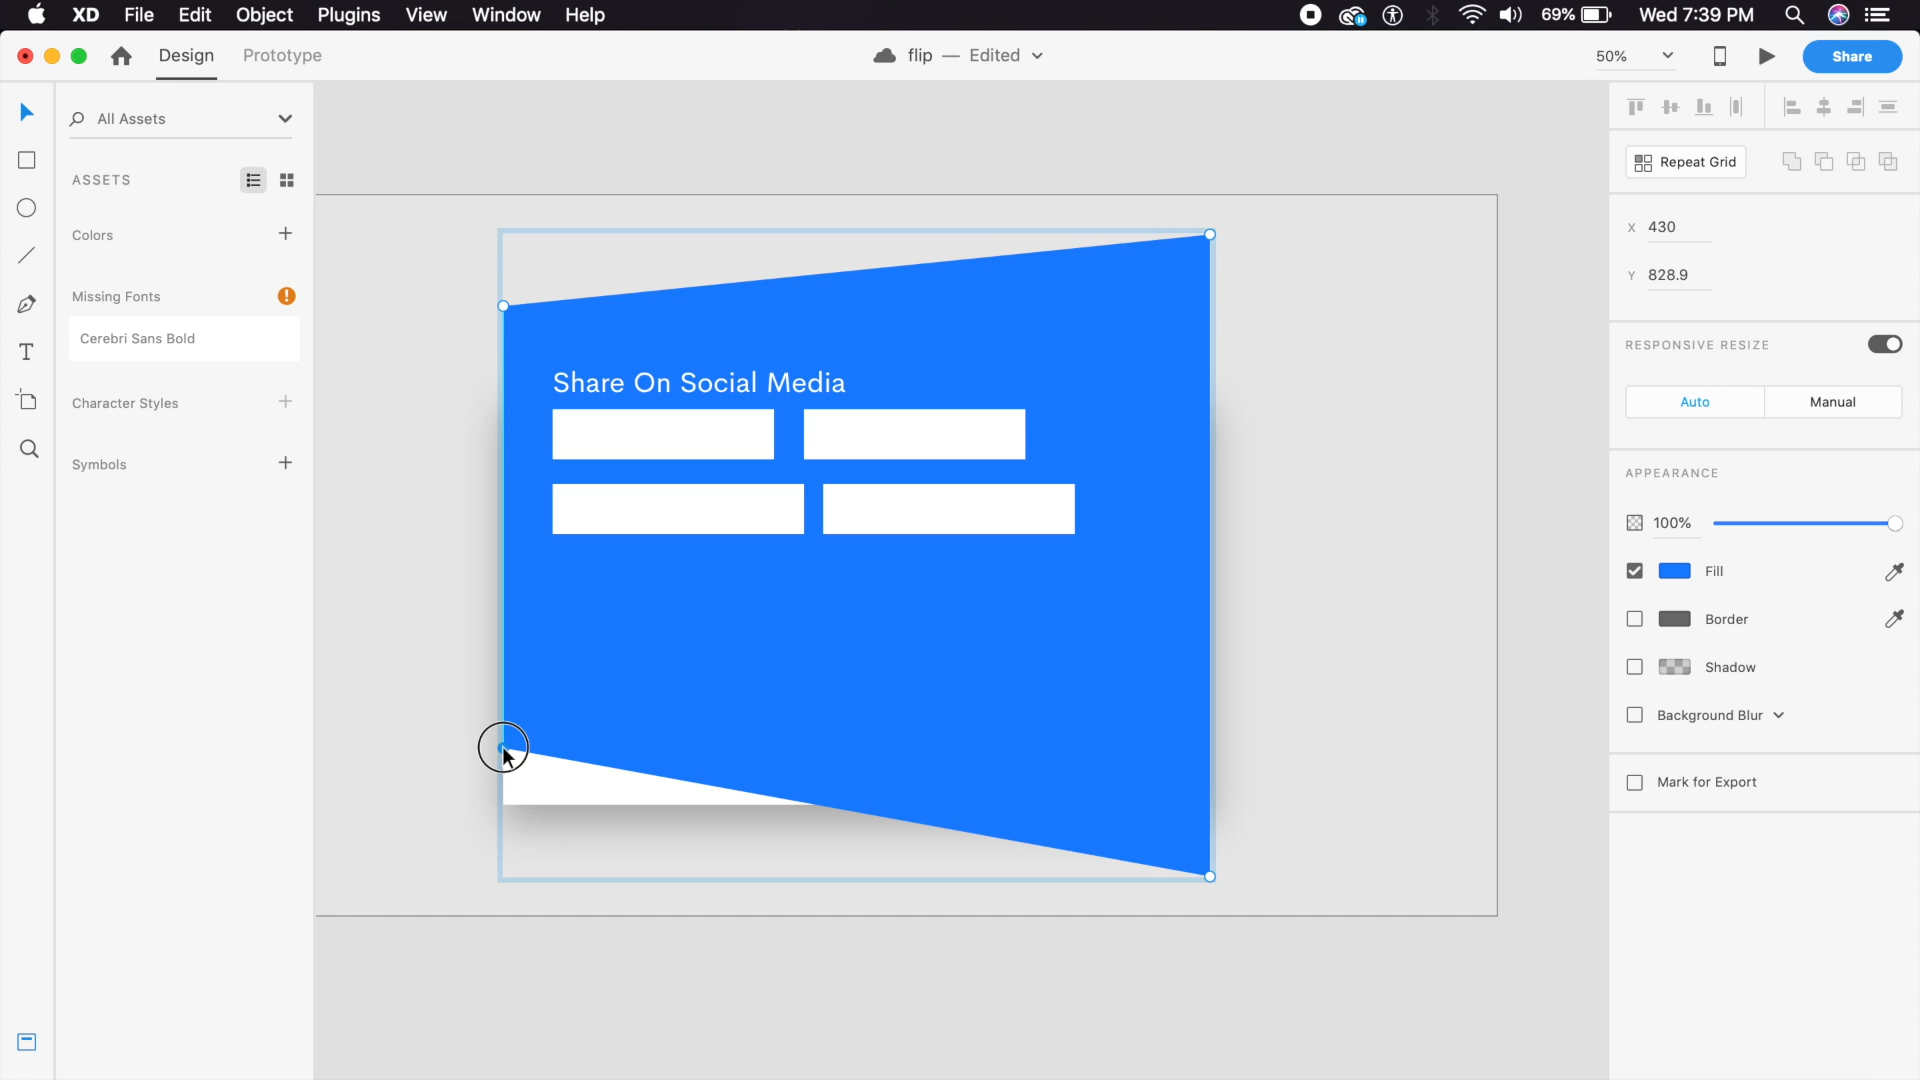 XD File Edit Object Plugins View Window Help 69% Wed 7:39 PM
Design Prototype flip — Edited 50% Share
All Assets
ASSETS
Colors
Missing Fonts
Cerebri Sans Bold
Character Styles
Symbols
Share On Social Media
Repeat Grid
X 430
Y 828.9
RESPONSIVE RESIZE
Auto Manual
APPEARANCE
100%
Fill
Border
Shadow
Background Blur
Mark for Export